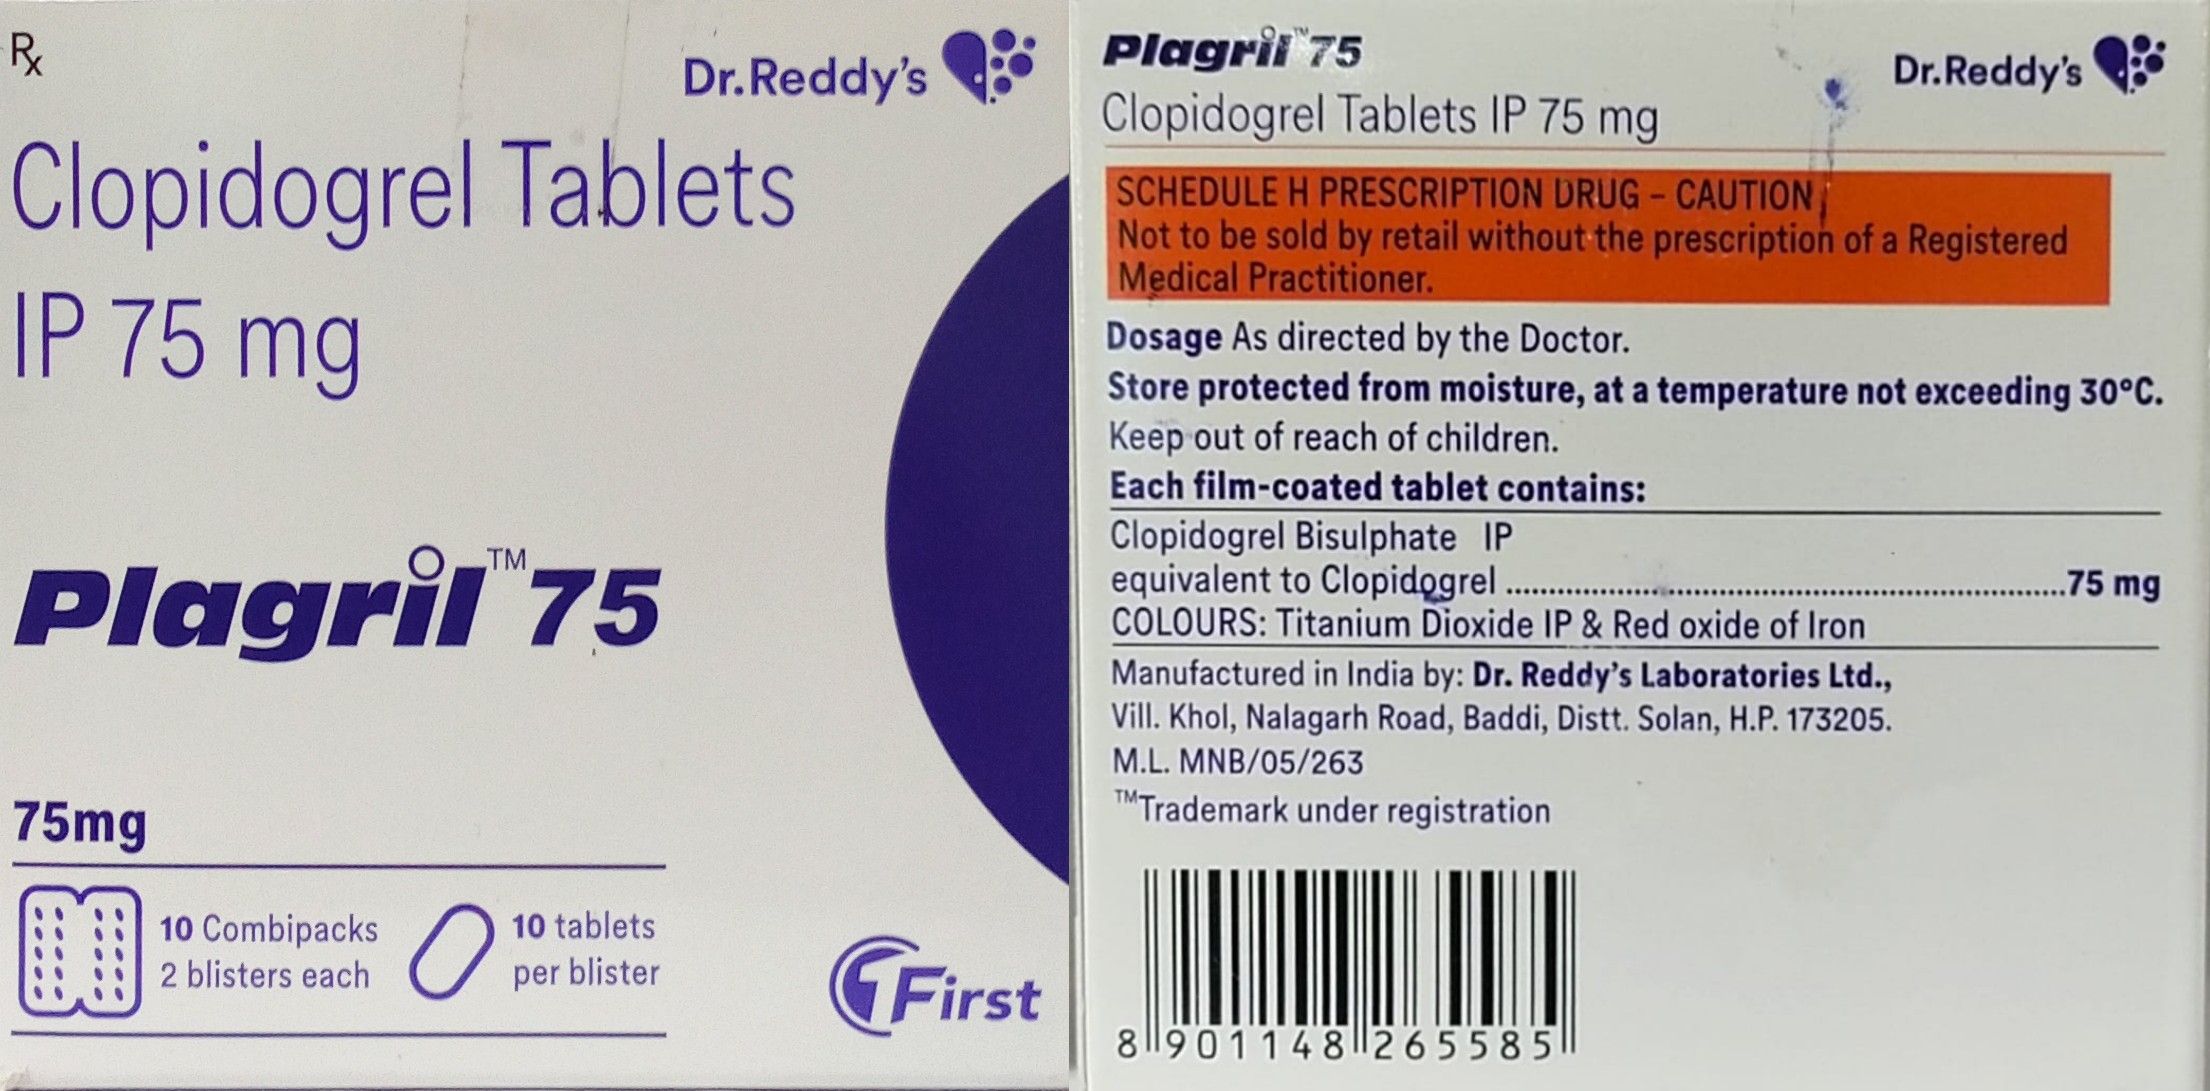 Rx
Dr.Reddy's
Clopidogrel Tablets
IP 75 mg
Plagril™75
75mg
10 Combipacks
2 blisters each
10 tablets
per blister
First
Plagril™75
Dr.Reddy's
Clopidogrel Tablets IP 75 mg
SCHEDULE H PRESCRIPTION DRUG – CAUTION
Not to be sold by retail without the prescription of a Registered
Medical Practitioner.
Dosage As directed by the Doctor.
Store protected from moisture, at a temperature not exceeding 30°C.
Keep out of reach of children.
Each film-coated tablet contains:
Clopidogrel Bisulphate IP
equivalent to Clopidogrel ........................................................75 mg
COLOURS: Titanium Dioxide IP & Red oxide of Iron
Manufactured in India by: Dr. Reddy's Laboratories Ltd.,
Vill. Khol, Nalagarh Road, Baddi, Distt. Solan, H.P. 173205.
M.L. MNB/05/263
™Trademark under registration
8 901148 265585